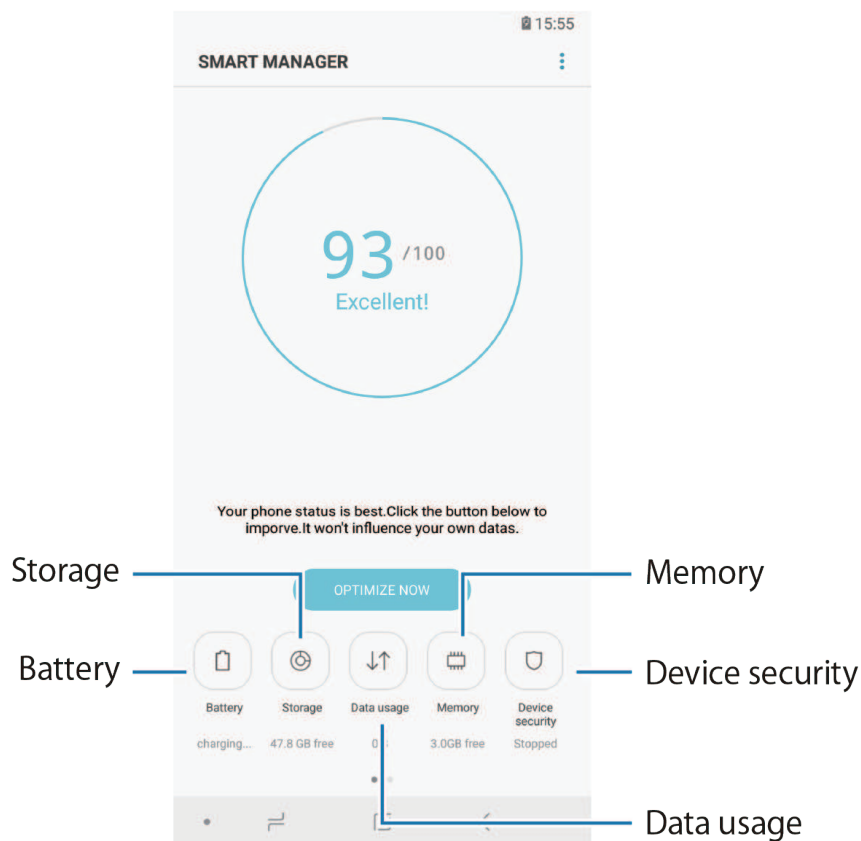 15:55
SMART MANAGER
93 /100
Excellent!
Your phone status is best.Click the button below to
imporve.It won't influence your own datas.
Storage
OPTIMIZE NOW
Memory
Battery
Device security
Battery
Storage
Data usage
Memory
Device
security
charging...
47.8 GB free
3.0GB free
Stopped
Data usage